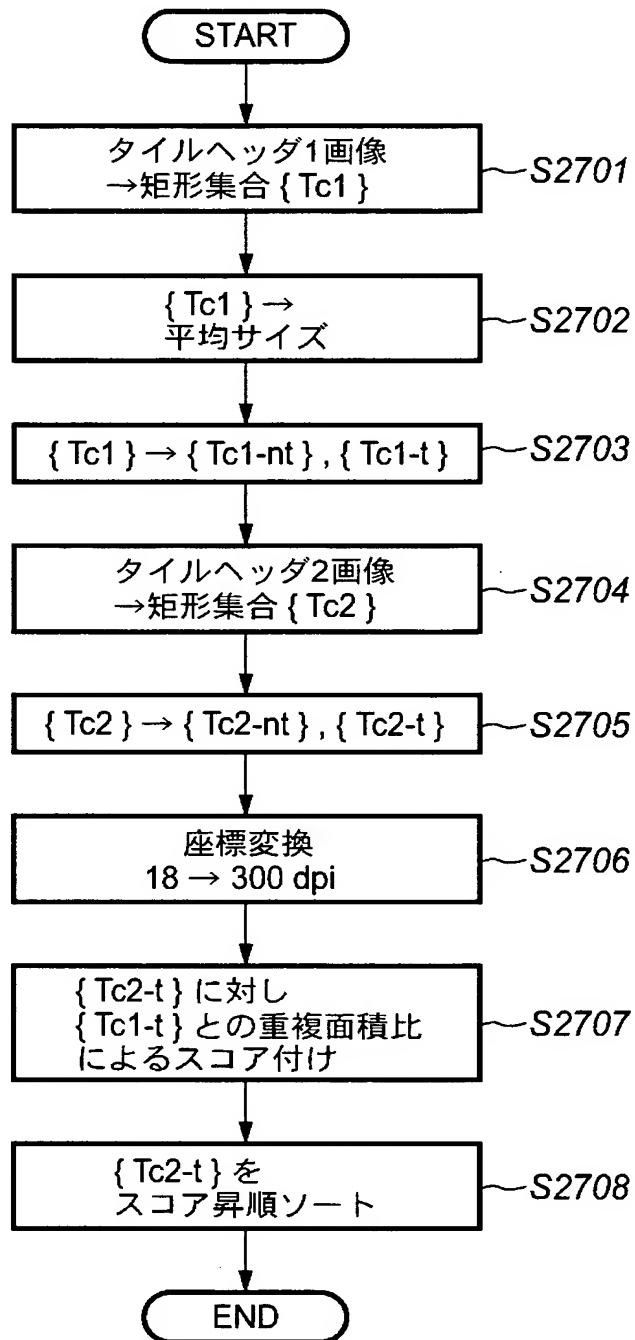 START
タイルヘッダ1画像
→矩形集合 { Tc1 }
S2701
{ Tc1 } →
平均サイズ
S2702
{ Tc1 } → { Tc1-nt } , { Tc1-t }
S2703
タイルヘッダ2画像
→矩形集合 { Tc2 }
S2704
{ Tc2 } → { Tc2-nt } , { Tc2-t }
S2705
座標変換
18 → 300 dpi
S2706
{ Tc2-t } に対し
{ Tc1-t } との重複面積比
によるスコア付け
S2707
{ Tc2-t } を
スコア昇順ソート
S2708
END